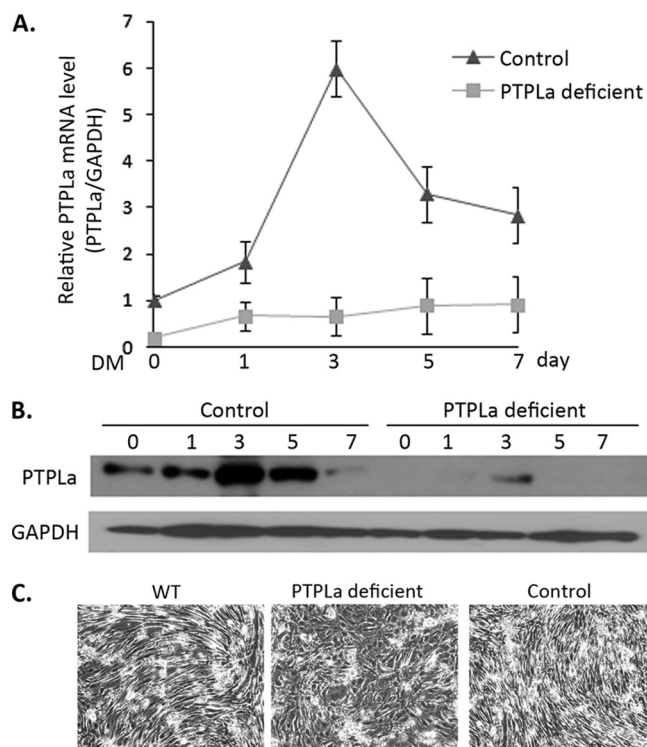 A.
Relative PTPLa mRNA level
(PTPLa/GAPDH)
7
6
5
4
3
2
1
0
Control
PTPLa deficient
DM 0 1 3 5 7 day
B.
Control PTPLa deficient
0 1 3 5 7 0 1 3 5 7
PTPLa
GAPDH
C.
WT PTPLa deficient Control